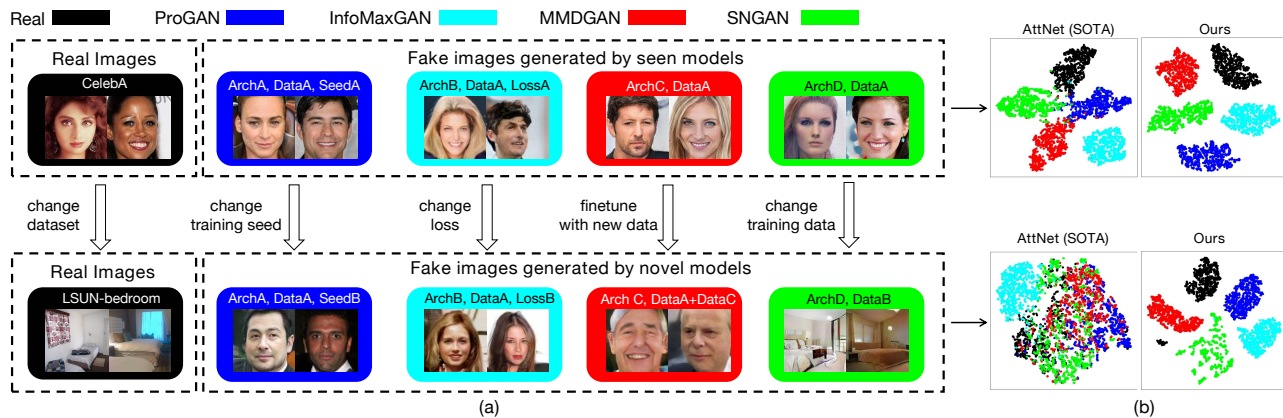 Real ProGAN InfoMaxGAN MMDGAN SNGAN
Real Images
CelebA
Fake images generated by seen models
ArchA, DataA, SeedA
ArchB, DataA, LossA
ArchC, DataA
ArchD, DataA
change
dataset
change
training seed
change
loss
finetune
with new data
change
training data
Real Images
LSUN-bedroom
Fake images generated by novel models
ArchA, DataA, SeedB
ArchB, DataA, LossB
Arch C, DataA+DataC
ArchD, DataB
(a)
AttNet (SOTA)
Ours
AttNet (SOTA)
Ours
(b)